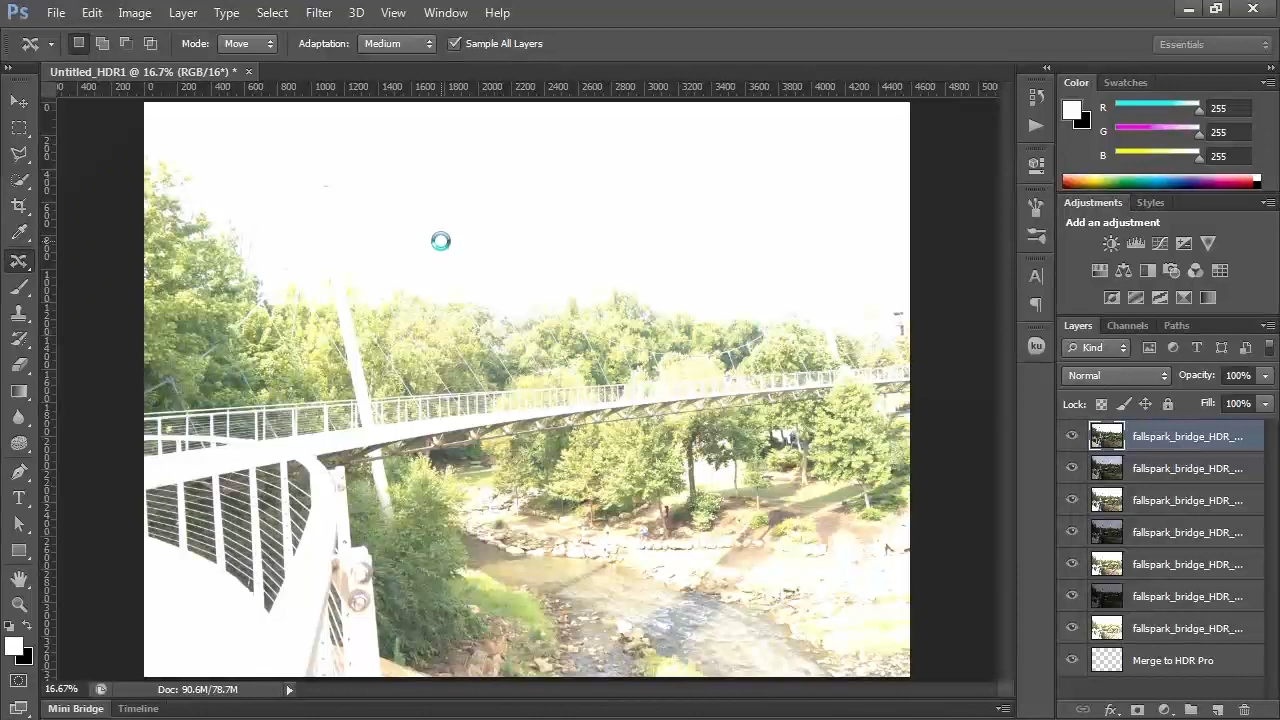 Ps File Edit Image Layer Type Select Filter 3D View Window Help
Mode: Move Adaptation: Medium Sample All Layers Essentials
Untitled_HDR1 @ 16.7% (RGB/16*) * ×
0 400 200 0 200 400 600 800 1000 1200 1400 1600 1800 2000 2200 2400 2600 2800 3000 3200 3400 3600 3800 4000 4200 4400 4600 4800 500
Color Swatches
R 255
G 255
B 255
Adjustments Styles
Add an adjustment
Layers Channels Paths
Kind
Normal Opacity: 100%
Lock: Fill: 100%
fallspark_bridge_HDR_...
fallspark_bridge_HDR_...
fallspark_bridge_HDR_...
fallspark_bridge_HDR_...
fallspark_bridge_HDR_...
fallspark_bridge_HDR_...
fallspark_bridge_HDR_...
Merge to HDR Pro
ku
16.67% Doc: 90.6M/78.7M
Mini Bridge Timeline
fx